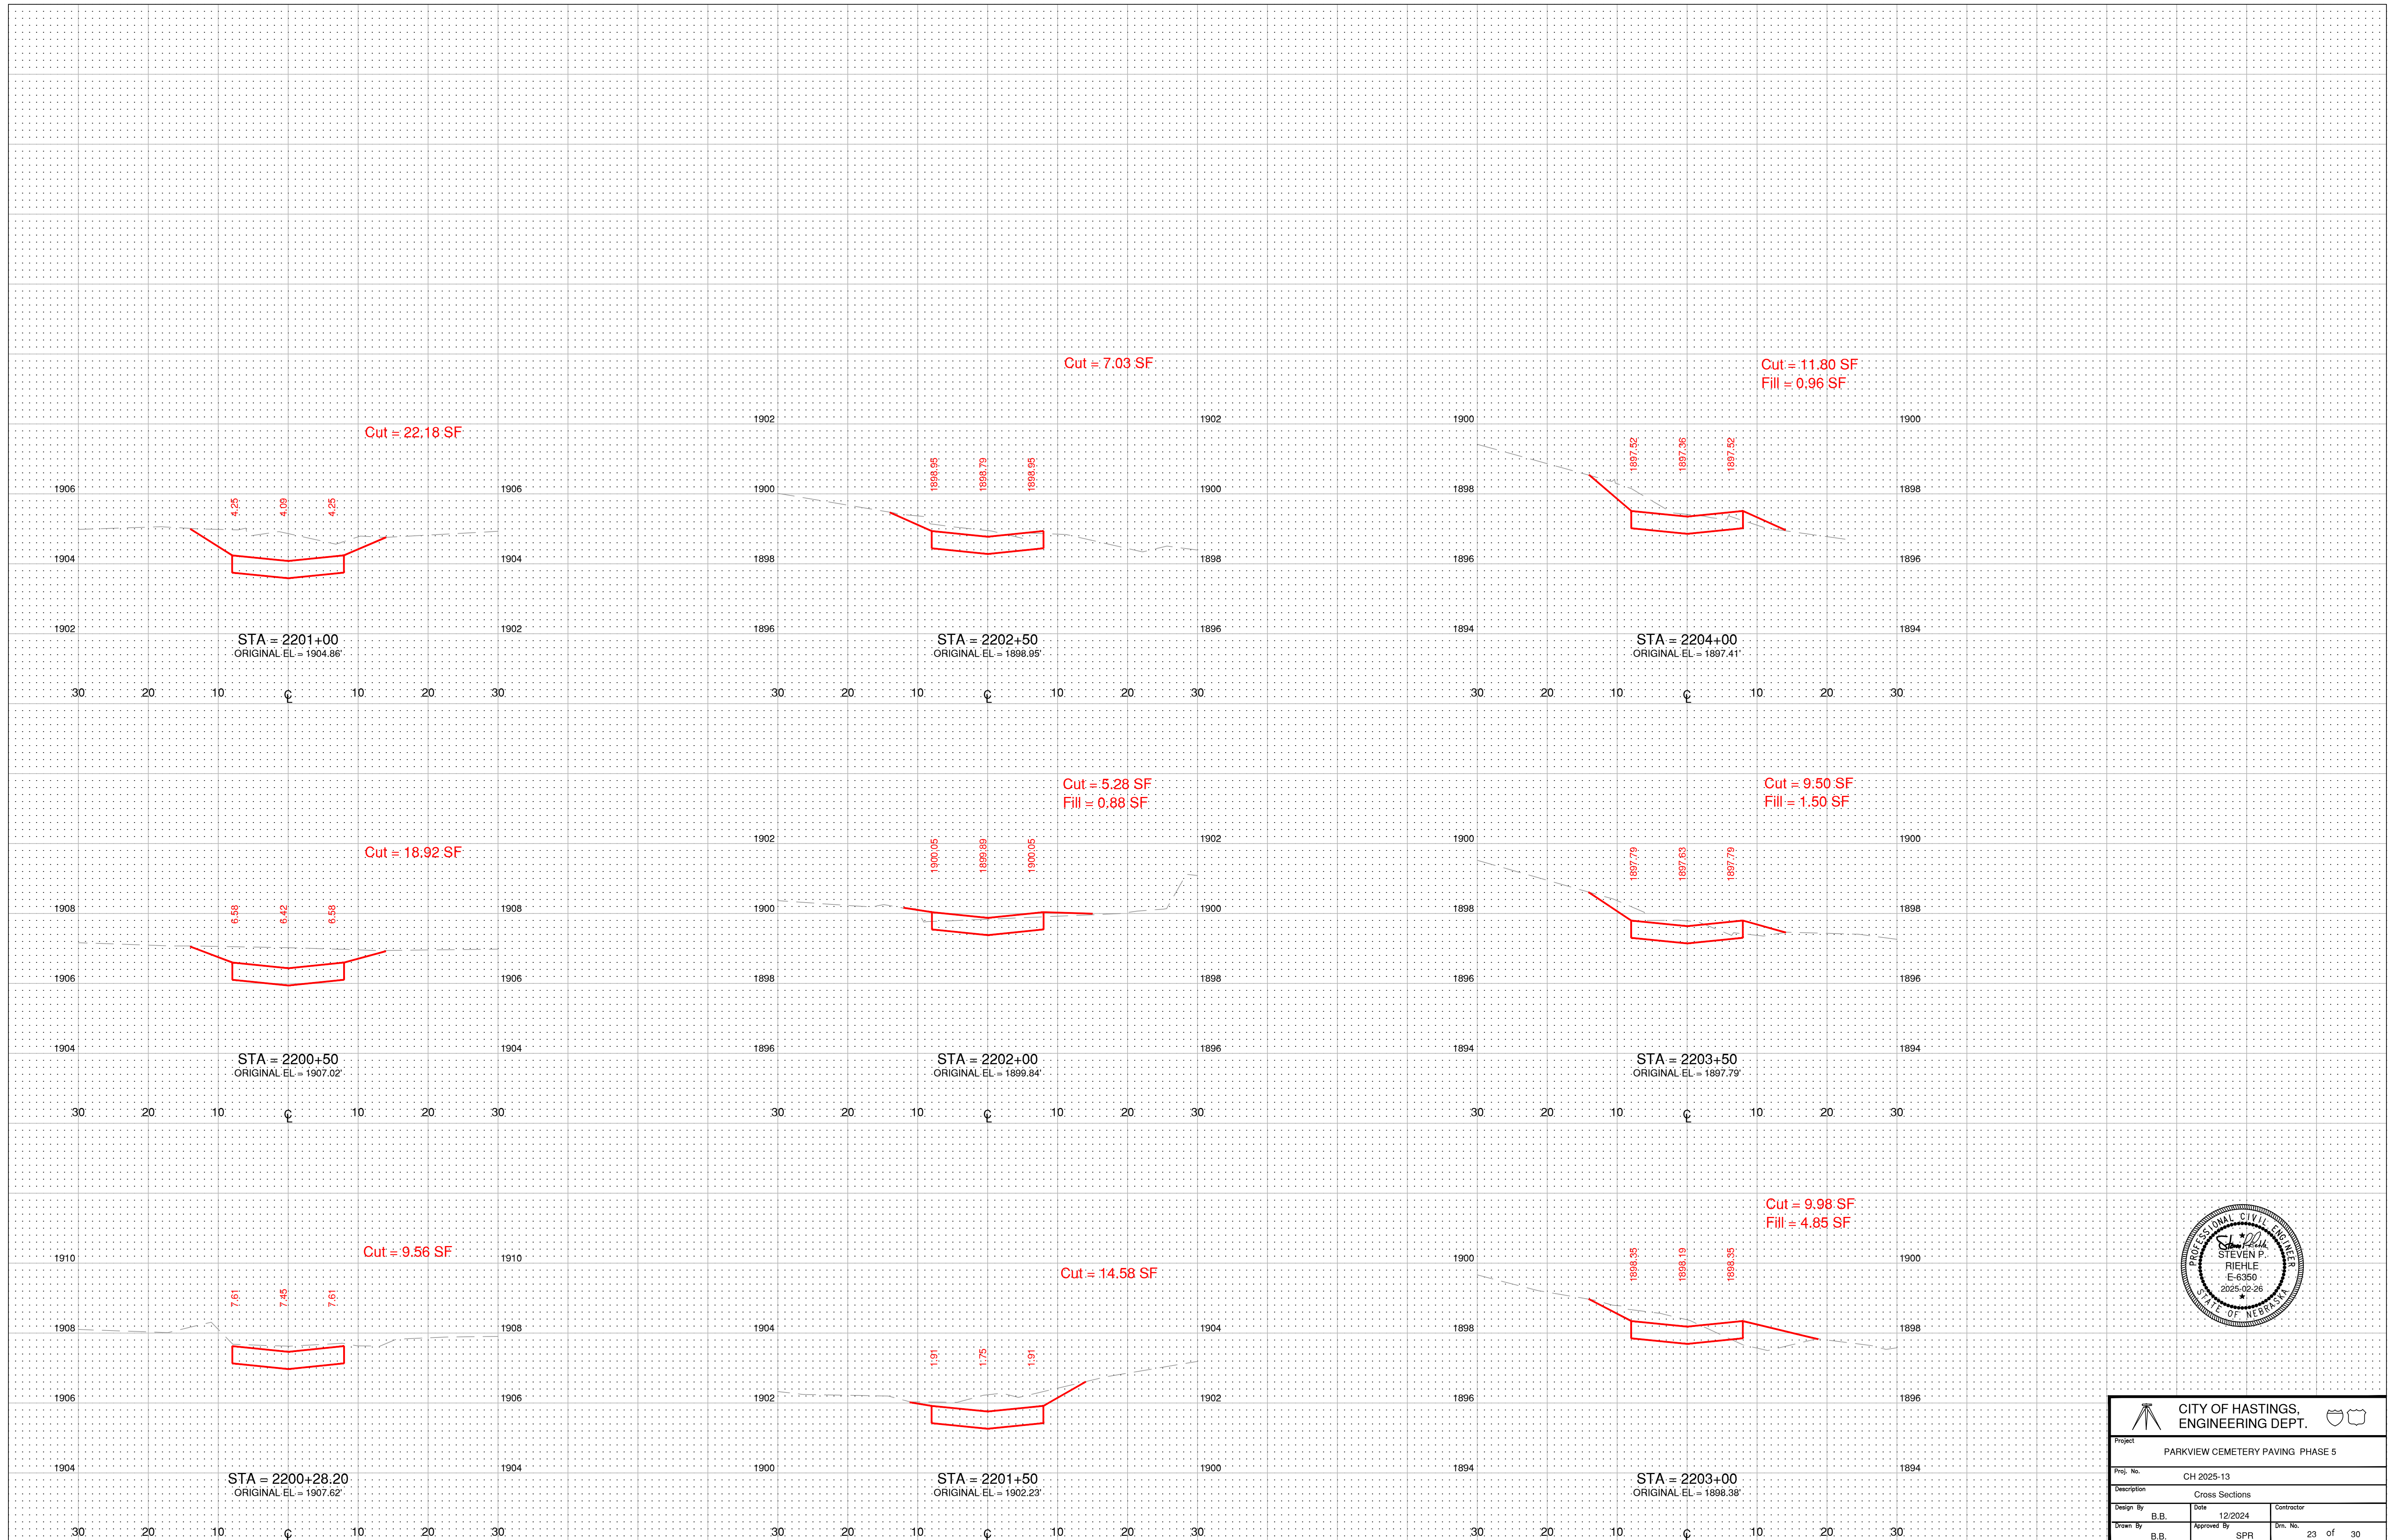 Cut = 22.18 SF
1906 1906
4.25 4.09 4.25
1904 1904
1902 1902
STA = 2201+00
ORIGINAL EL = 1904.86'
30 20 10 ℄ 10 20 30
Cut = 7.03 SF
1902 1902
1898.95 1898.79 1898.95
1900 1900
1898 1898
1896 1896
STA = 2202+50
ORIGINAL EL = 1898.95'
30 20 10 ℄ 10 20 30
Cut = 11.80 SF
Fill = 0.96 SF
1900 1900
1897.52 1897.36 1897.52
1898 1898
1896 1896
1894 1894
STA = 2204+00
ORIGINAL EL = 1897.41'
30 20 10 ℄ 10 20 30
Cut = 18.92 SF
1908 1908
6.58 6.42 6.58
1906 1906
1904 1904
STA = 2200+50
ORIGINAL EL = 1907.02'
30 20 10 ℄ 10 20 30
Cut = 5.28 SF
Fill = 0.88 SF
1902 1902
1900.05 1899.89 1900.05
1900 1900
1898 1898
1896 1896
STA = 2202+00
ORIGINAL EL = 1899.84'
30 20 10 ℄ 10 20 30
Cut = 9.50 SF
Fill = 1.50 SF
1900 1900
1897.79 1897.63 1897.79
1898 1898
1896 1896
1894 1894
STA = 2203+50
ORIGINAL EL = 1897.79'
30 20 10 ℄ 10 20 30
Cut = 9.56 SF
1910 1910
7.61 7.45 7.61
1908 1908
1906 1906
1904 1904
STA = 2200+28.20
ORIGINAL EL = 1907.62'
30 20 10 ℄ 10 20 30
Cut = 14.58 SF
1904 1904
1.91 1.75 1.91
1902 1902
1900 1900
STA = 2201+50
ORIGINAL EL = 1902.23'
30 20 10 ℄ 10 20 30
Cut = 9.98 SF
Fill = 4.85 SF
1900 1900
1898.35 1898.19 1898.35
1898 1898
1896 1896
1894 1894
STA = 2203+00
ORIGINAL EL = 1898.38'
30 20 10 ℄ 10 20 30
PROFESSIONAL CIVIL ENGINEER
STEVEN P.
RIEHLE
E-6350
2025-02-26
STATE OF NEBRASKA
CITY OF HASTINGS,
ENGINEERING DEPT.
Project
PARKVIEW CEMETERY PAVING PHASE 5
Proj. No.
CH 2025-13
Description
Cross Sections
Design By B.B. Date 12/2024 Contractor
Drawn By B.B. Approved By SPR Drn. No. 23 of 30